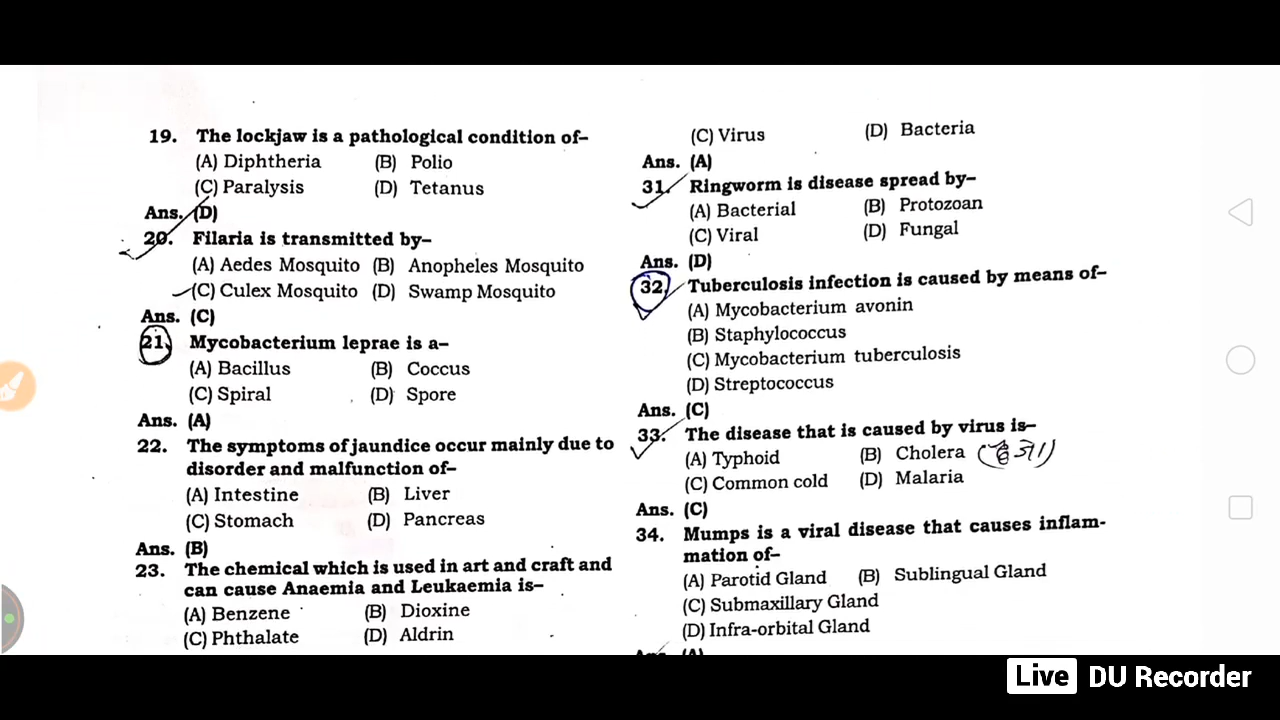 19. The lockjaw is a pathological condition of–
(A) Diphtheria (B) Polio
(C) Paralysis (D) Tetanus
Ans. (D)
20. Filaria is transmitted by–
(A) Aedes Mosquito (B) Anopheles Mosquito
(C) Culex Mosquito (D) Swamp Mosquito
Ans. (C)
21. Mycobacterium leprae is a–
(A) Bacillus (B) Coccus
(C) Spiral (D) Spore
Ans. (A)
22. The symptoms of jaundice occur mainly due to
disorder and malfunction of–
(A) Intestine (B) Liver
(C) Stomach (D) Pancreas
Ans. (B)
23. The chemical which is used in art and craft and
can cause Anaemia and Leukaemia is–
(A) Benzene (B) Dioxine
(C) Phthalate (D) Aldrin
(C) Virus (D) Bacteria
Ans. (A)
31. Ringworm is disease spread by–
(A) Bacterial (B) Protozoan
(C) Viral (D) Fungal
Ans. (D)
32. Tuberculosis infection is caused by means of–
(A) Mycobacterium avonin
(B) Staphylococcus
(C) Mycobacterium tuberculosis
(D) Streptococcus
Ans. (C)
33. The disease that is caused by virus is–
(A) Typhoid (B) Cholera (हैजा)
(C) Common cold (D) Malaria
Ans. (C)
34. Mumps is a viral disease that causes inflam-
mation of–
(A) Parotid Gland (B) Sublingual Gland
(C) Submaxillary Gland
(D) Infra-orbital Gland
Ans. (A)
Live DU Recorder